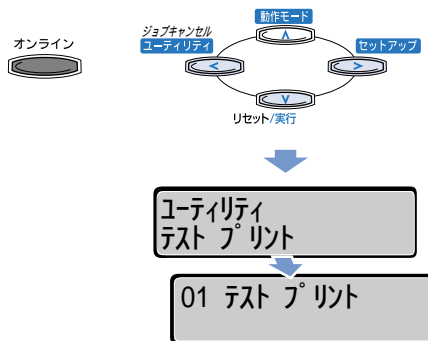 動作モード
ジョブキャンセル
オンライン
ユーティリティ
セットアップ
リセット/実行
ユーティリティ
テスト プリント
01 テスト プリント